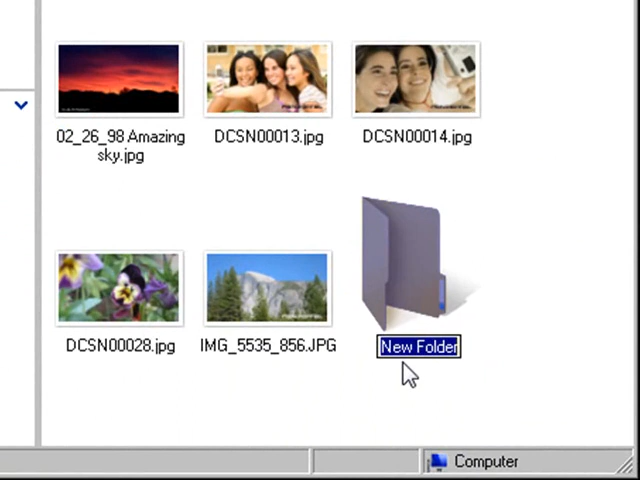 02_26_98 Amazing
sky.jpg
DCSN00013.jpg
DCSN00014.jpg
DCSN00028.jpg
IMG_5535_856.JPG
New Folder
Computer